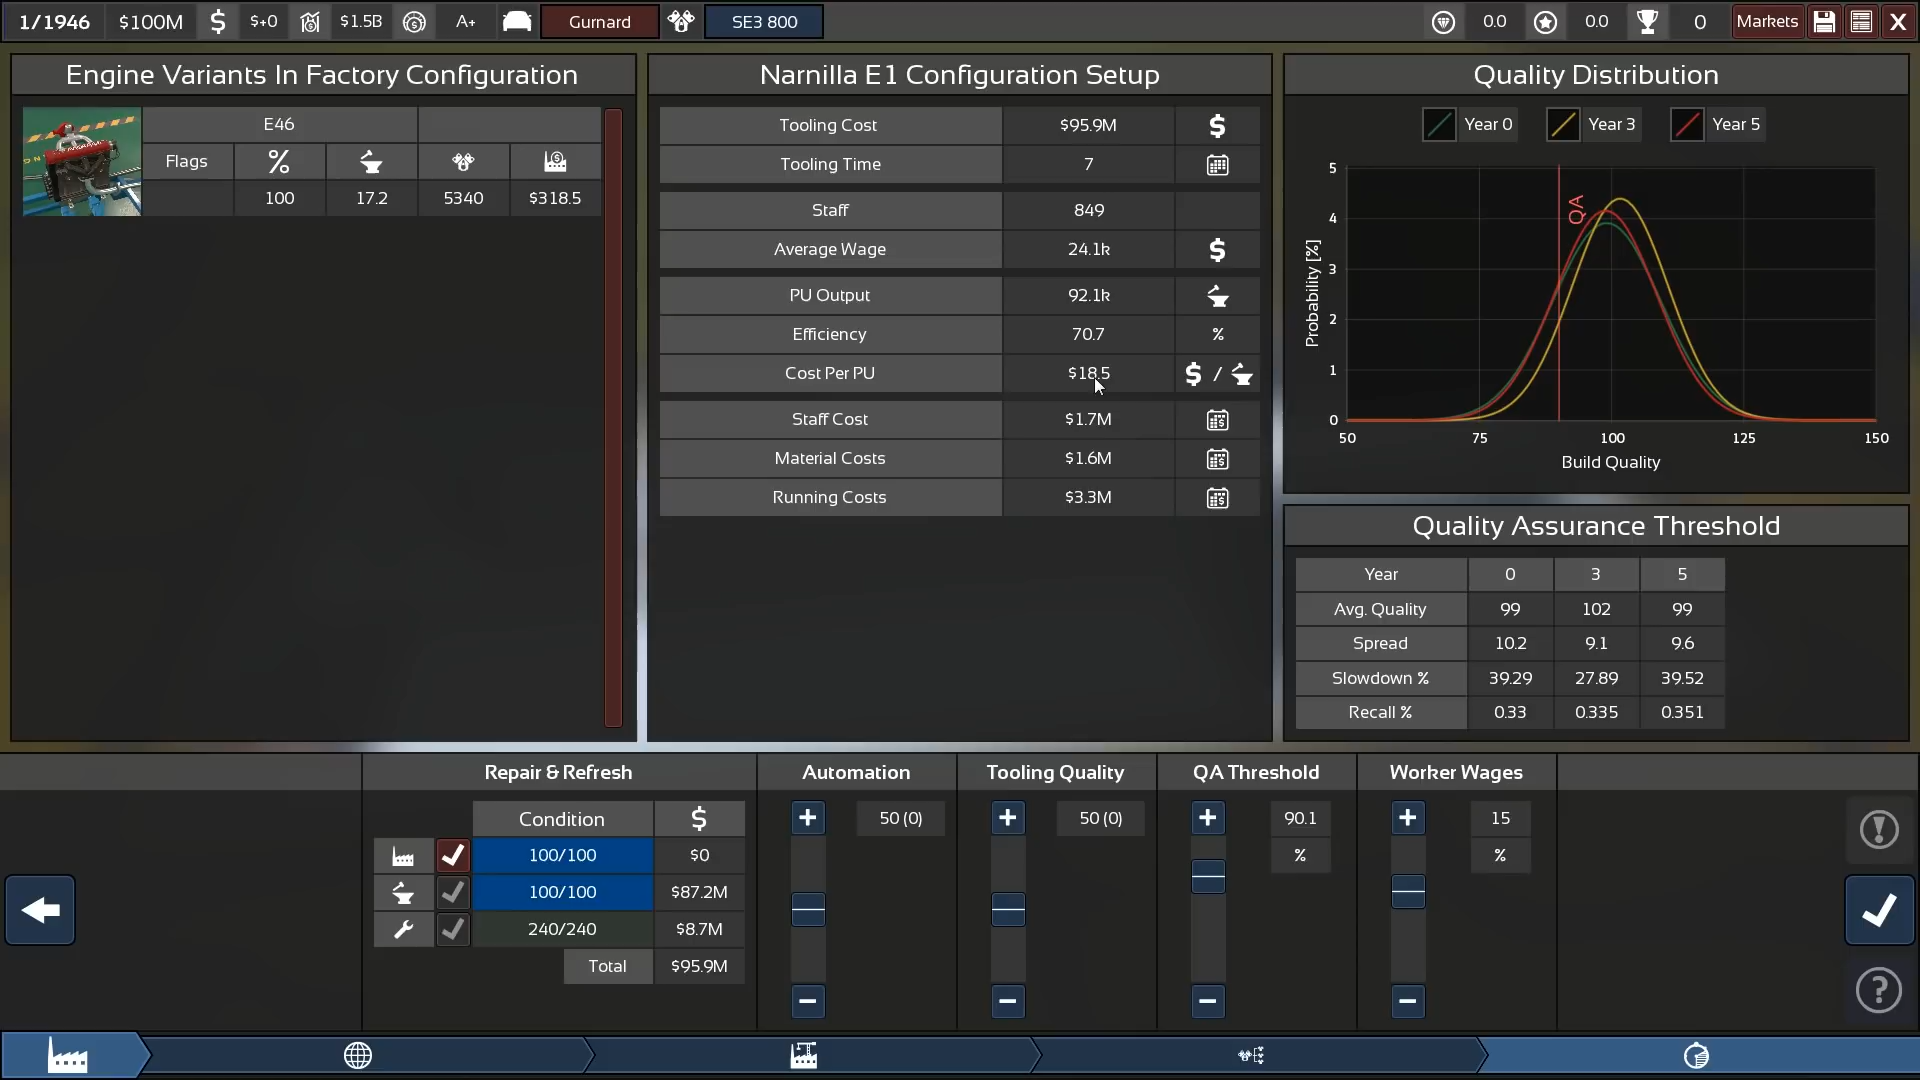 1/1946 $100M $+0 $1.5B A+ Gurnard SE3 800 0.0 0.0 0 Markets X
Engine Variants In Factory Configuration
E46
Flags %
100 17.2 5340 $318.5
Narnilla E1 Configuration Setup
Tooling Cost $95.9M $
Tooling Time 7
Staff 849
Average Wage 24.1k $
PU Output 92.1k
Efficiency 70.7 %
Cost Per PU $18.5 $ /
Staff Cost $1.7M
Material Costs $1.6M
Running Costs $3.3M
Quality Distribution
Year 0 Year 3 Year 5
Probability [%]
5
4
3
2
1
0
QA
50 75 100 125 150
Build Quality
Quality Assurance Threshold
Year 0 3 5
Avg. Quality 99 102 99
Spread 10.2 9.1 9.6
Slowdown % 39.29 27.89 39.52
Recall % 0.33 0.335 0.351
Repair & Refresh
Condition $
100/100 $0
100/100 $87.2M
240/240 $8.7M
Total $95.9M
Automation
50 (0)
Tooling Quality
50 (0)
QA Threshold
90.1
%
Worker Wages
15
%